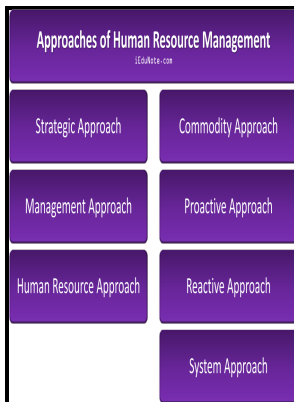 Approaches of Human Resource Management
iEduNote.com
Strategic Approach
Commodity Approach
Management Approach
Proactive Approach
Human Resource Approach
Reactive Approach
System Approach